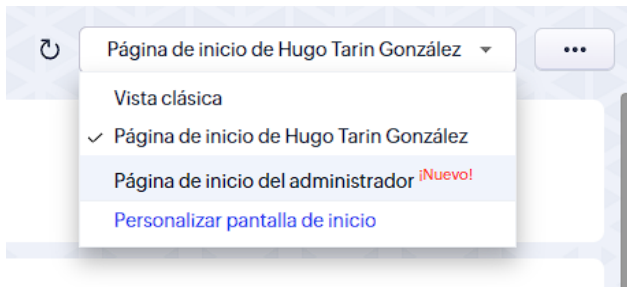 Página de inicio de Hugo Tarin González
Vista clásica
Página de inicio de Hugo Tarin González
Página de inicio del administrador ¡Nuevo!
Personalizar pantalla de inicio